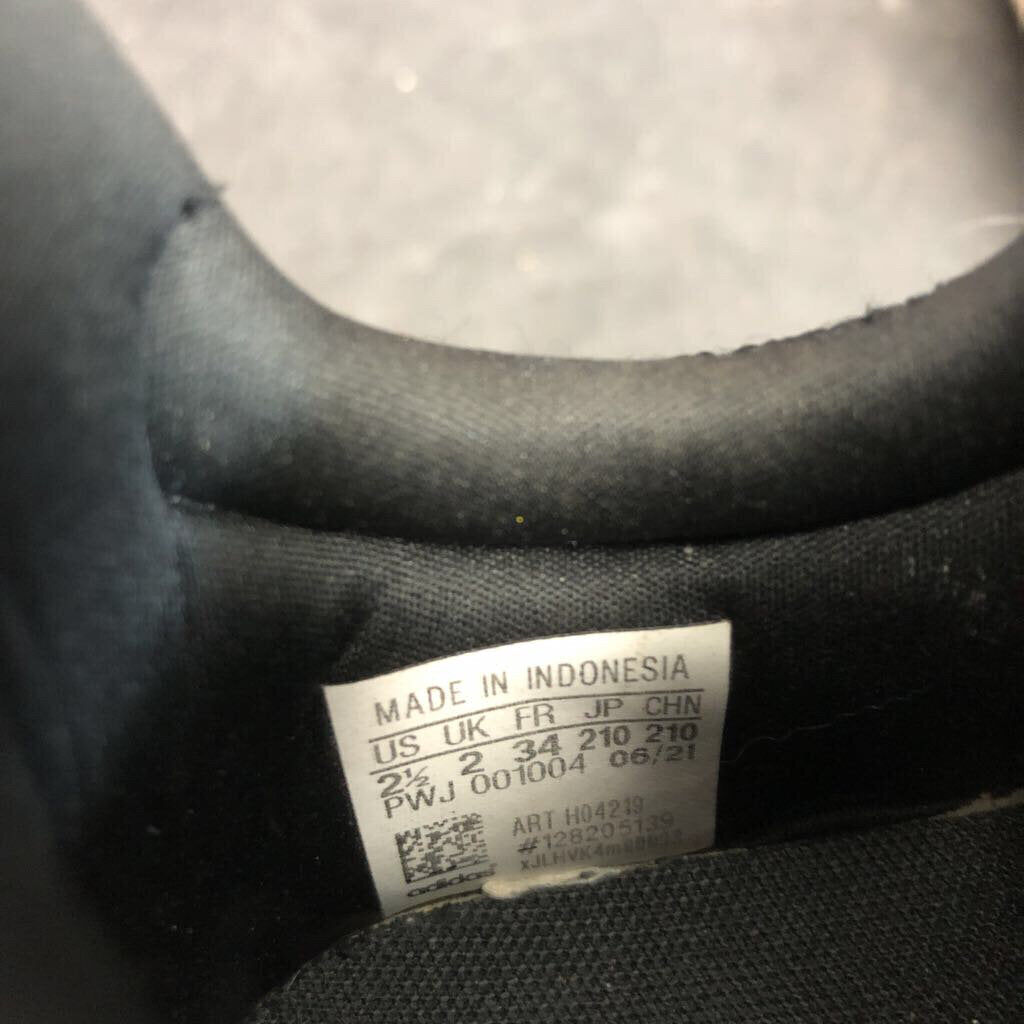 MADE IN INDONESIA
US UK FR JP CHN
2½ 2 34 210 210
PWJ 001004 06/21
ART H04219
#128205139
adidas